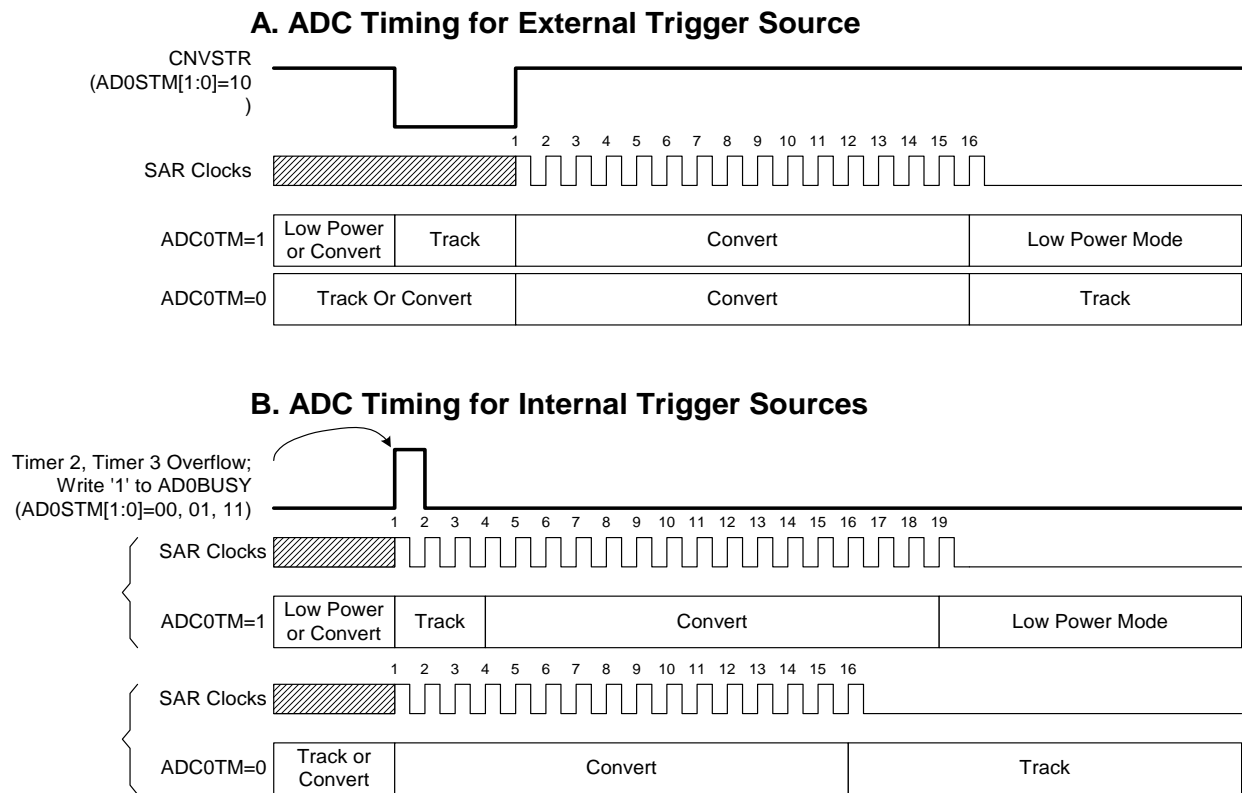 A. ADC Timing for External Trigger Source
CNVSTR
(AD0STM[1:0]=10
)
1 2 3 4 5 6 7 8 9 10 11 12 13 14 15 16
SAR Clocks
ADC0TM=1
Low Power
or Convert
Track
Convert
Low Power Mode
ADC0TM=0
Track Or Convert
Convert
Track
B. ADC Timing for Internal Trigger Sources
Timer 2, Timer 3 Overflow;
Write '1' to AD0BUSY
(AD0STM[1:0]=00, 01, 11)
1 2 3 4 5 6 7 8 9 10 11 12 13 14 15 16 17 18 19
SAR Clocks
ADC0TM=1
Low Power
or Convert
Track
Convert
Low Power Mode
1 2 3 4 5 6 7 8 9 10 11 12 13 14 15 16
SAR Clocks
ADC0TM=0
Track or
Convert
Convert
Track